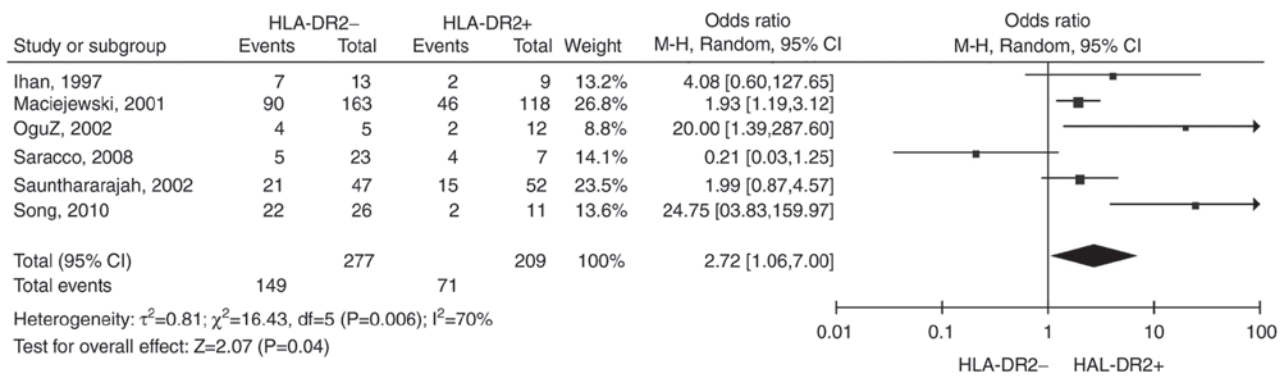 HLA-DR2− HLA-DR2+ Odds ratio Odds ratio
Study or subgroup Events Total Events Total Weight M-H, Random, 95% CI M-H, Random, 95% CI
Ihan, 1997 7 13 2 9 13.2% 4.08 [0.60,127.65]
Maciejewski, 2001 90 163 46 118 26.8% 1.93 [1.19,3.12]
OguZ, 2002 4 5 2 12 8.8% 20.00 [1.39,287.60]
Saracco, 2008 5 23 4 7 14.1% 0.21 [0.03,1.25]
Saunthararajah, 2002 21 47 15 52 23.5% 1.99 [0.87,4.57]
Song, 2010 22 26 2 11 13.6% 24.75 [03.83,159.97]
Total (95% CI) 277 209 100% 2.72 [1.06,7.00]
Total events 149 71
Heterogeneity: τ²=0.81; χ²=16.43, df=5 (P=0.006); I²=70%
Test for overall effect: Z=2.07 (P=0.04)
0.01 0.1 1 10 100
HLA-DR2− HAL-DR2+